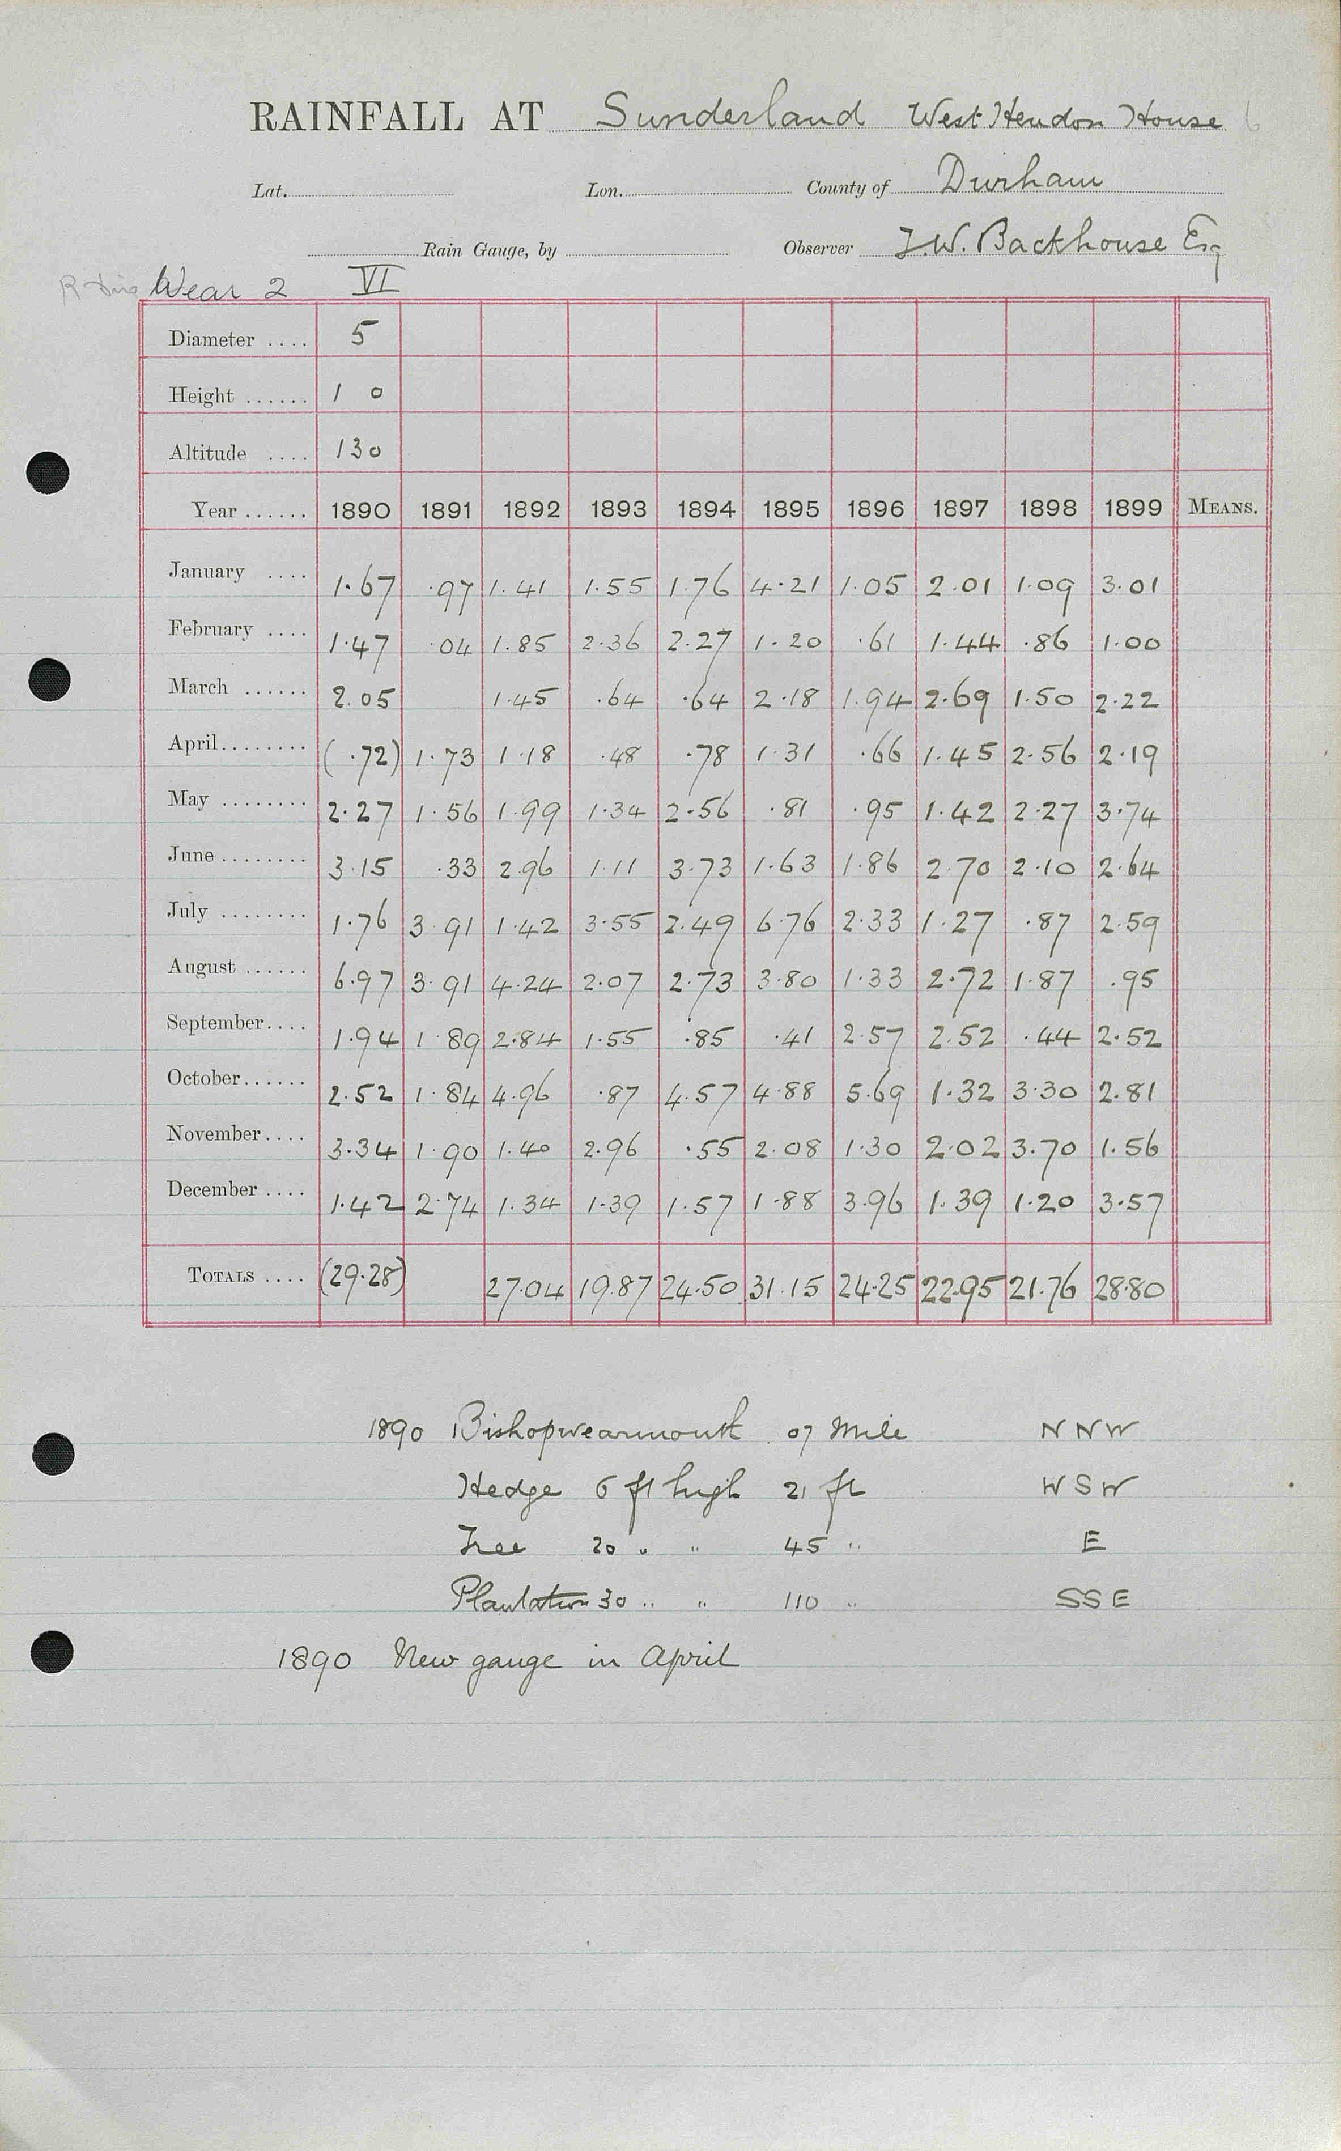 RAINFALL AT Sunderland West Hendon House
Lat. Lon. County of Durham
Rain Gauge, by Observer T.W. Backhouse Esq
Wear 2 VI
Diameter .... 5
Height ...... 1 0
Altitude .... 130
Year ...... 1890 1891 1892 1893 1894 1895 1896 1897 1898 1899 MEANS.
January .... 1.67 .97 1.41 1.55 1.76 4.21 1.05 2.01 1.09 3.01
February .... 1.47 .04 1.85 2.36 2.27 1.20 .61 1.44 .86 1.00
March ...... 2.05 1.45 .64 .64 2.18 1.94 2.69 1.50 2.22
April ........ (.72) 1.73 1.18 .48 .78 1.31 .66 1.45 2.56 2.19
May ........ 2.27 1.56 1.99 1.34 2.56 .81 .95 1.42 2.27 3.74
June ........ 3.15 .33 2.96 1.11 3.73 1.63 1.86 2.70 2.10 2.64
July ........ 1.76 3.91 1.42 3.55 2.49 6.76 2.33 1.27 .87 2.59
August ...... 6.97 3.91 4.24 2.07 2.73 3.80 1.33 2.72 1.87 .95
September .... 1.94 1.89 2.84 1.55 .85 .41 2.57 2.52 .44 2.52
October ...... 2.52 1.84 4.96 .87 4.57 4.88 5.69 1.32 3.30 2.81
November .... 3.34 1.90 1.40 2.96 .55 2.08 1.30 2.02 3.70 1.56
December .... 1.42 2.74 1.34 1.39 1.57 1.88 3.96 1.39 1.20 3.57
TOTALS .... (29.28) 27.04 19.87 24.50 31.15 24.25 22.95 21.76 28.80
1890 Bishopwearmouth 07 Mile N N W
Hedge 6 ft high 21 ft W S W
Tree 20 " " 45 " E
Plantation 30 " " 110 " SSE
1890 New gauge in April